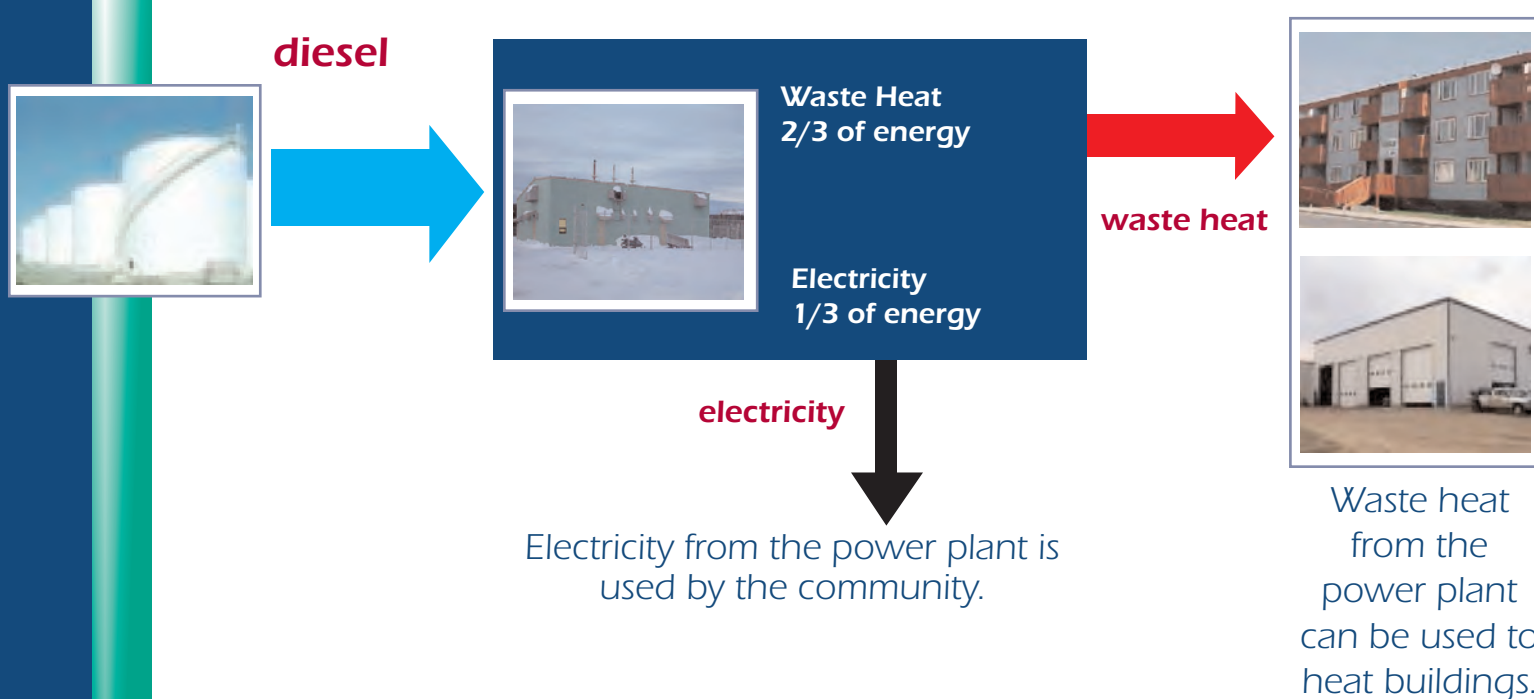 diesel
Waste Heat
2/3 of energy
Electricity
1/3 of energy
waste heat
electricity
Electricity from the power plant is
used by the community.
Waste heat
from the
power plant
can be used to
heat buildings.